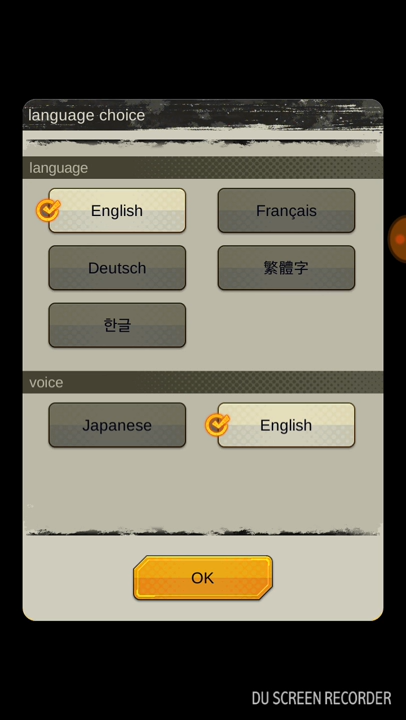 language choice
language
English
Français
Deutsch
繁體字
한글
voice
Japanese
English
OK
DU SCREEN RECORDER